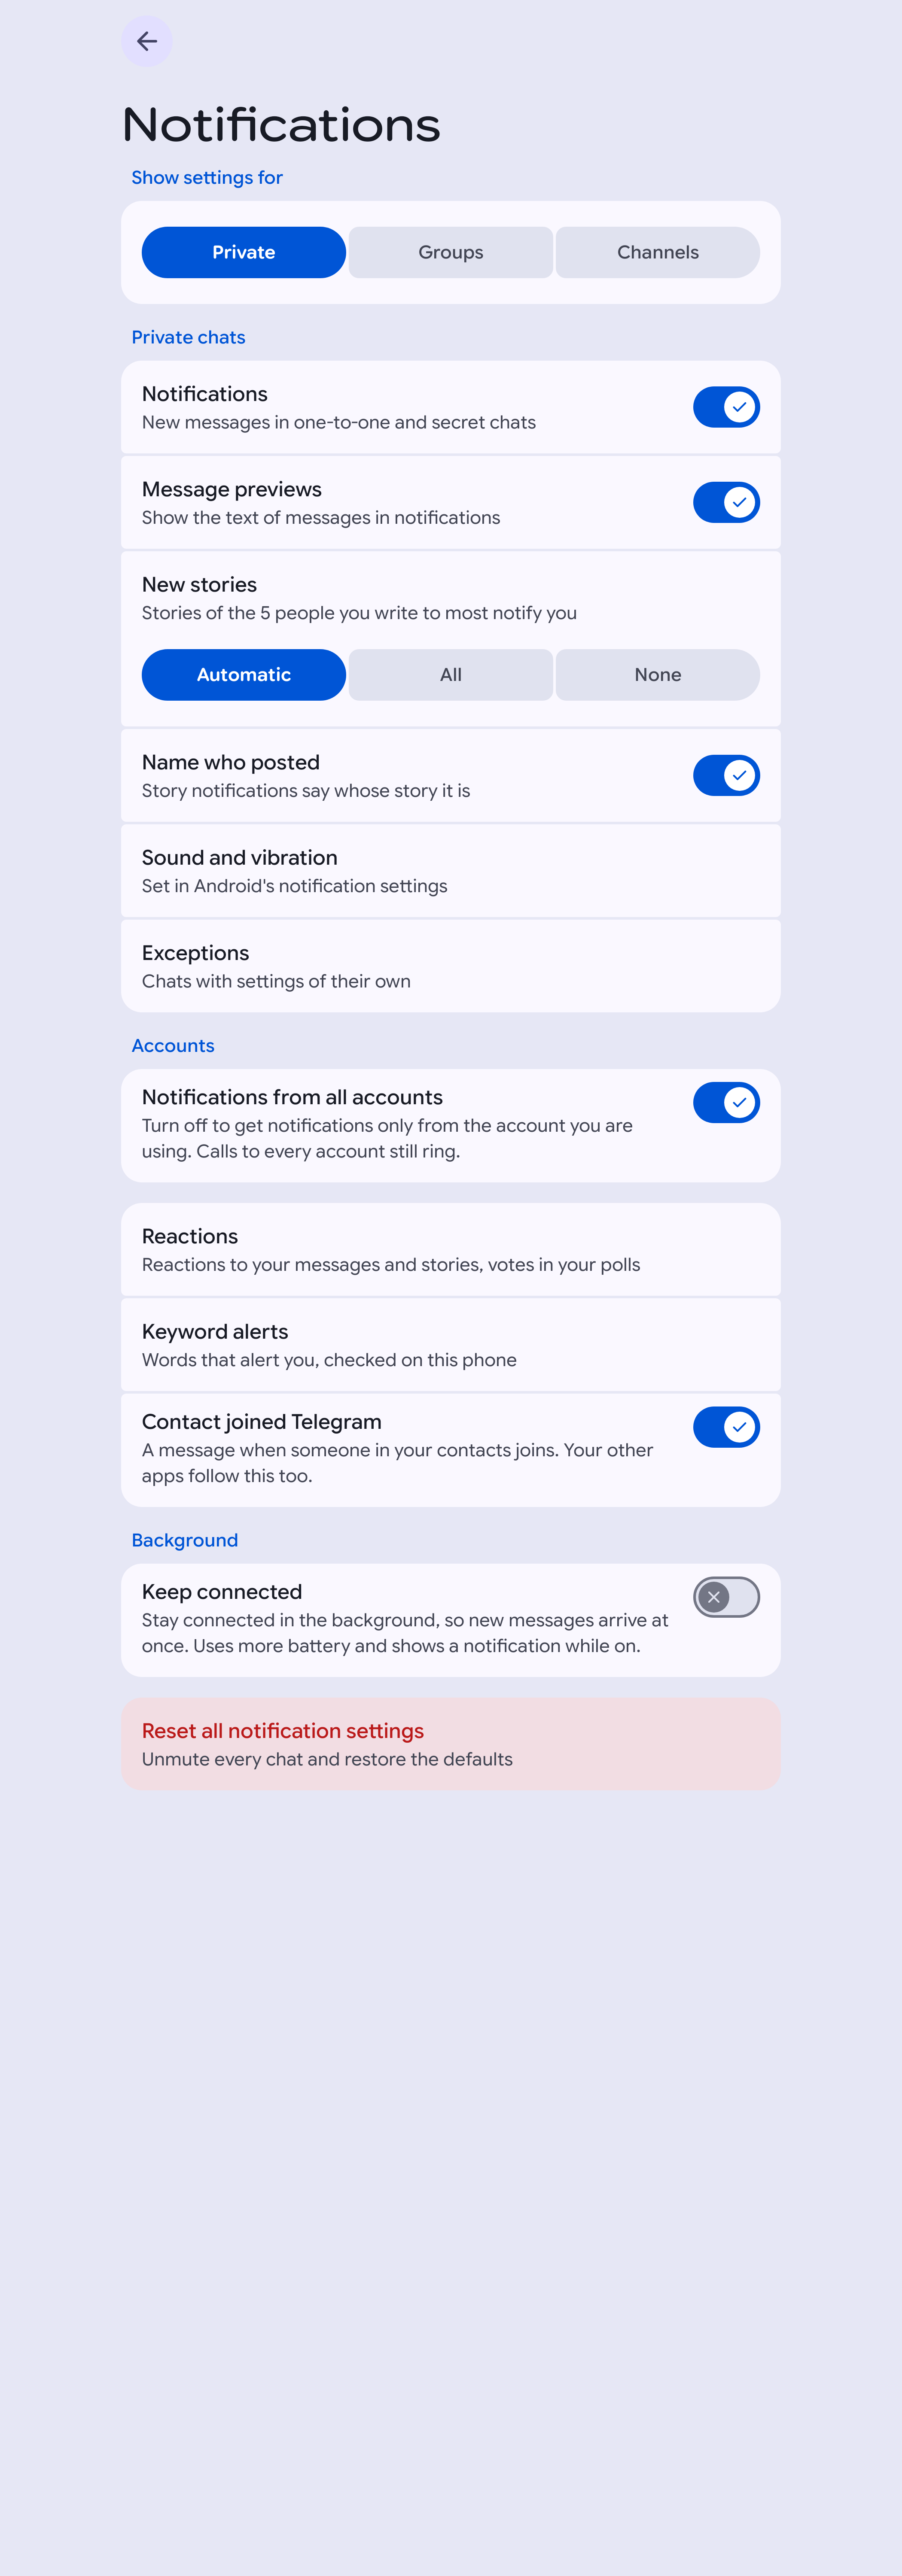 Notifications
Show settings for
Private
Groups
Channels
Private chats
Notifications
New messages in one-to-one and secret chats
Message previews
Show the text of messages in notifications
New stories
Stories of the 5 people you write to most notify you
Automatic
All
None
Name who posted
Story notifications say whose story it is
Sound and vibration
Set in Android's notification settings
Exceptions
Chats with settings of their own
Accounts
Notifications from all accounts
Turn off to get notifications only from the account you are
using. Calls to every account still ring.
Reactions
Reactions to your messages and stories, votes in your polls
Keyword alerts
Words that alert you, checked on this phone
Contact joined Telegram
A message when someone in your contacts joins. Your other
apps follow this too.
Background
Keep connected
Stay connected in the background, so new messages arrive at
once. Uses more battery and shows a notification while on.
Reset all notification settings
Unmute every chat and restore the defaults